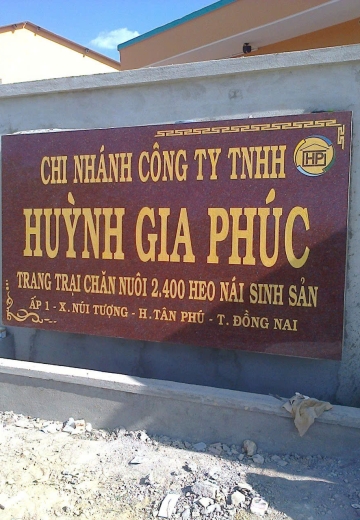 CHI NHÁNH CÔNG TY TNHH
HPJ
HUỲNH GIA PHÚC
TRANG TRẠI CHĂN NUÔI 2,400 HEO NÁI SINH SẢN
ẤP 1 - X. NÚI TƯỢNG - H. TÂN PHÚ - T. ĐỒNG NAI